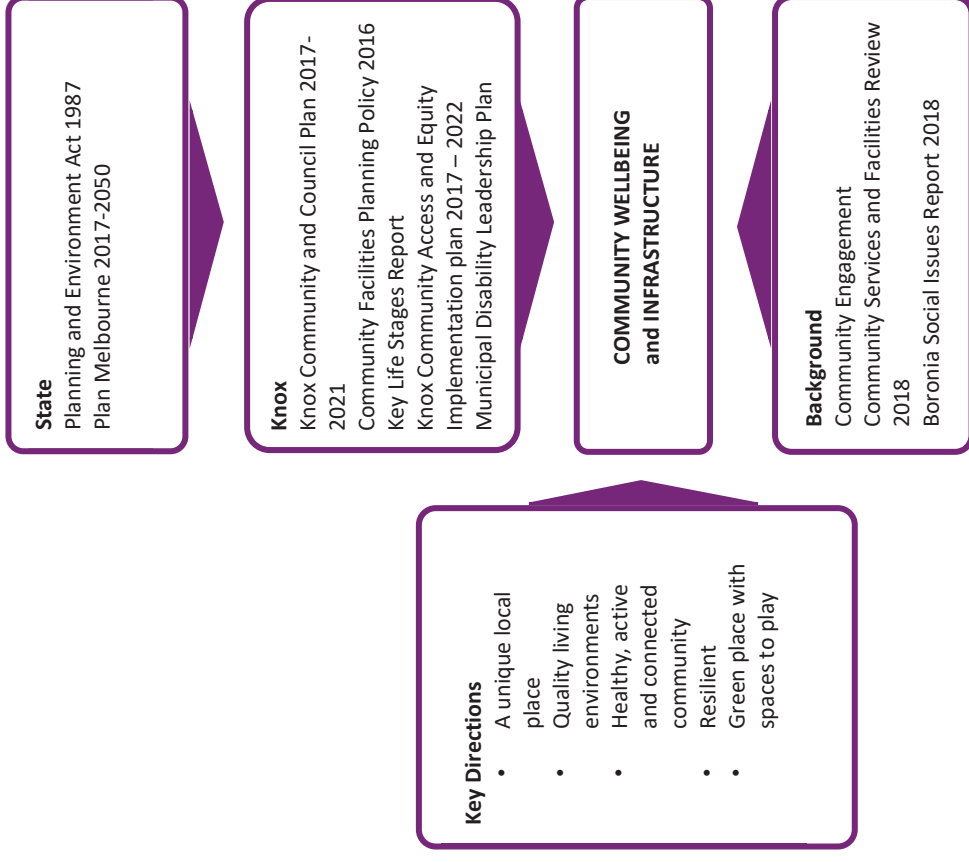 State
Planning and Environment Act 1987
Plan Melbourne 2017-2050
Knox
Knox Community and Council Plan 2017-
2021
Community Facilities Planning Policy 2016
Key Life Stages Report
Knox Community Access and Equity
Implementation plan 2017 – 2022
Municipal Disability Leadership Plan
COMMUNITY WELLBEING
and INFRASTRUCTURE
Background
Community Engagement
Community Services and Facilities Review
2018
Boronia Social Issues Report 2018
Key Directions
• A unique local
place
• Quality living
environments
• Healthy, active
and connected
community
• Resilient
• Green place with
spaces to play